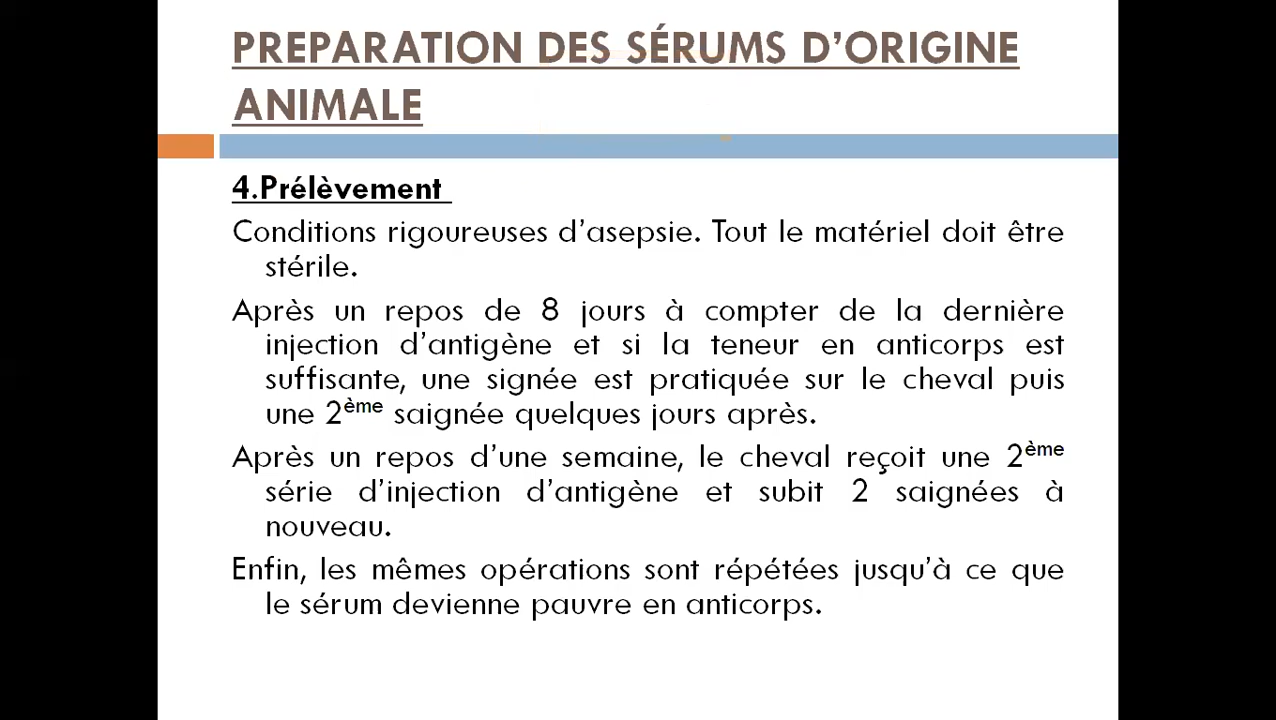 PREPARATION DES SÉRUMS D’ORIGINE
ANIMALE
4.Prélèvement
Conditions rigoureuses d’asepsie. Tout le matériel doit être
stérile.
Après un repos de 8 jours à compter de la dernière
injection d’antigène et si la teneur en anticorps est
suffisante, une signée est pratiquée sur le cheval puis
une 2ème saignée quelques jours après.
Après un repos d’une semaine, le cheval reçoit une 2ème
série d’injection d’antigène et subit 2 saignées à
nouveau.
Enfin, les mêmes opérations sont répétées jusqu’à ce que
le sérum devienne pauvre en anticorps.